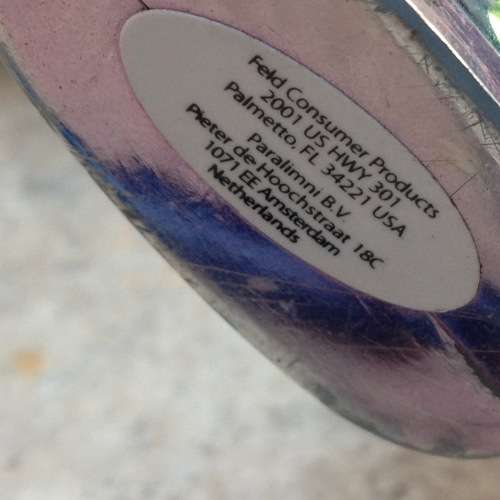 Feld Consumer Products
2001 US HWY 301
Palmetto, FL 34221 USA
Paralimni B.V.
Pieter de Hoochstraat 18C
1071 EE Amsterdam
Netherlands